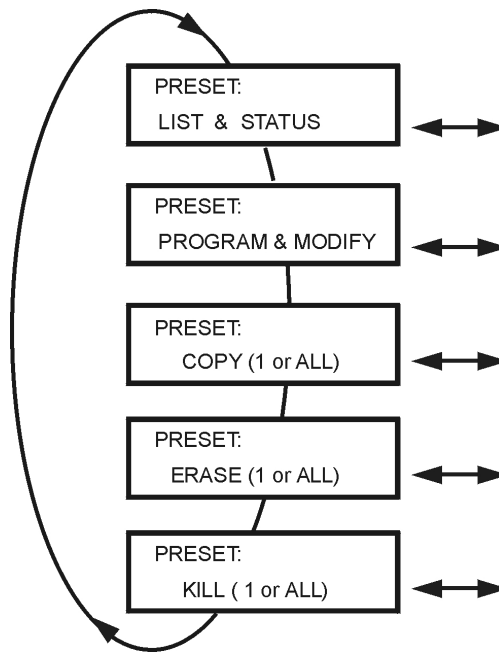 PRESET:
LIST & STATUS
PRESET:
PROGRAM & MODIFY
PRESET:
COPY (1 or ALL)
PRESET:
ERASE (1 or ALL)
PRESET:
KILL ( 1 or ALL)